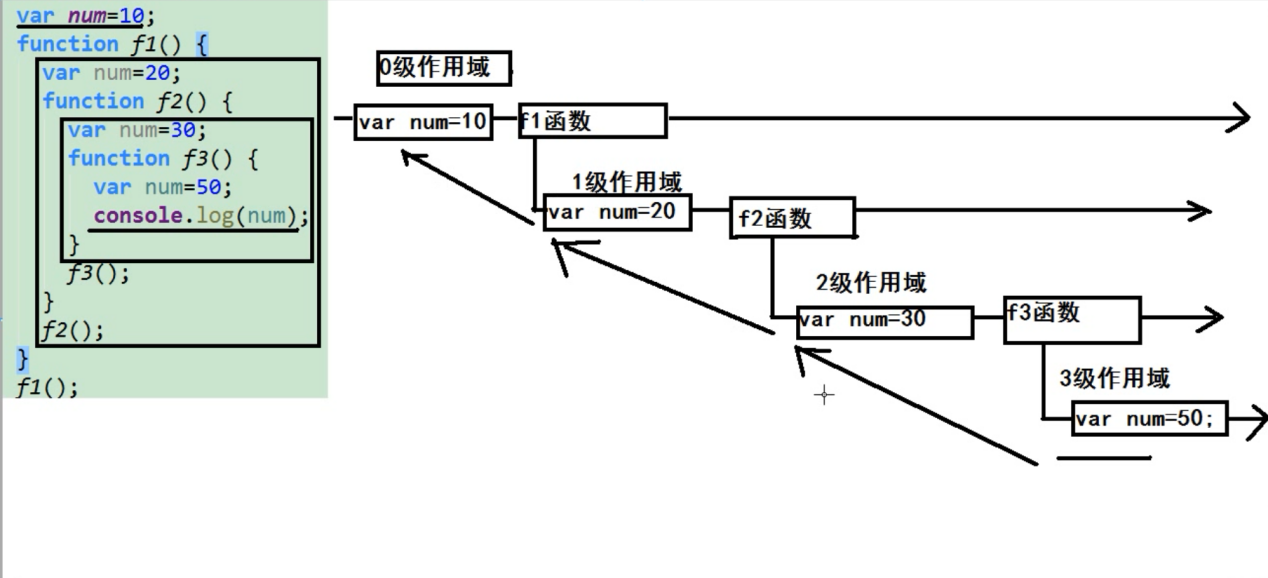 var num=10;
function f1() {
var num=20;
function f2() {
var num=30;
function f3() {
var num=50;
console.log(num);
}
f3();
}
f2();
}
f1();
0级作用域
var num=10
f1函数
1级作用域
var num=20
f2函数
2级作用域
var num=30
f3函数
3级作用域
var num=50;